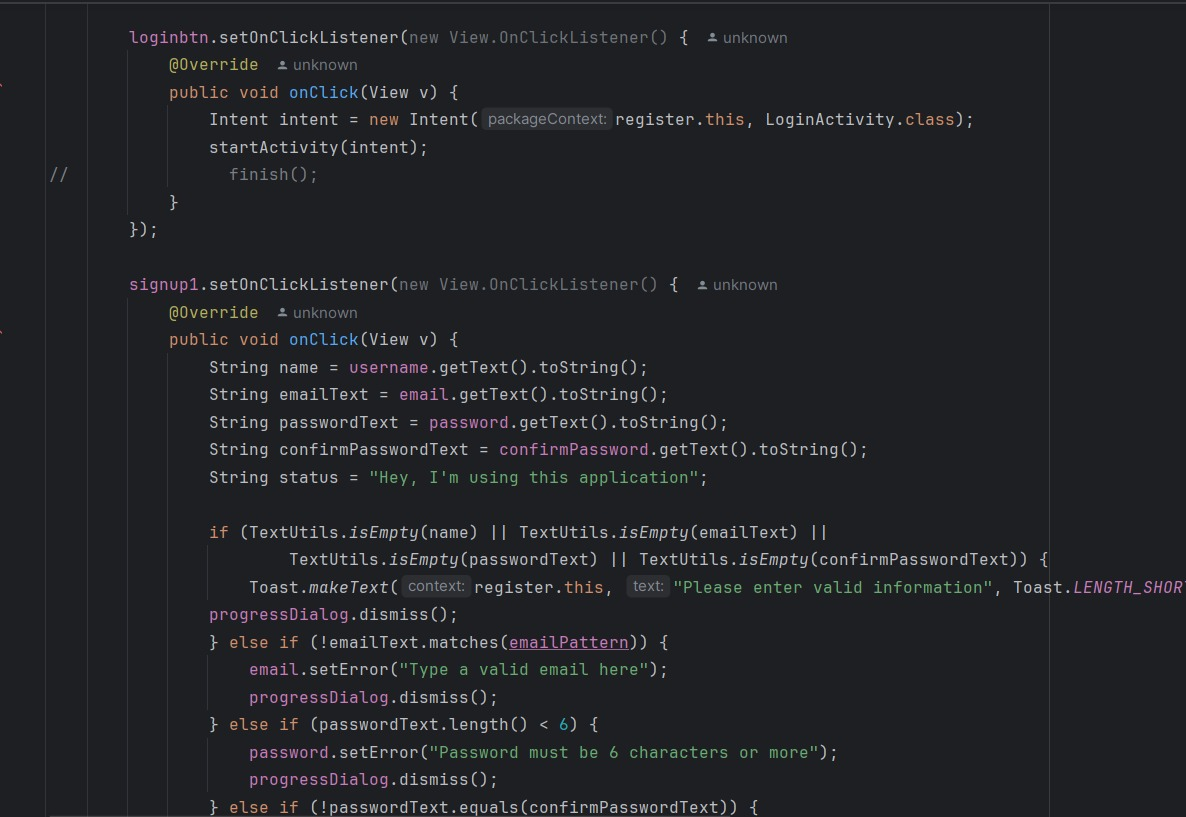 loginbtn.setOnClickListener(new View.OnClickListener() { unknown
@Override unknown
public void onClick(View v) {
Intent intent = new Intent( packageContext: register.this, LoginActivity.class);
startActivity(intent);
// finish();
}
});
signup1.setOnClickListener(new View.OnClickListener() { unknown
@Override unknown
public void onClick(View v) {
String name = username.getText().toString();
String emailText = email.getText().toString();
String passwordText = password.getText().toString();
String confirmPasswordText = confirmPassword.getText().toString();
String status = "Hey, I'm using this application";
if (TextUtils.isEmpty(name) || TextUtils.isEmpty(emailText) ||
TextUtils.isEmpty(passwordText) || TextUtils.isEmpty(confirmPasswordText)) {
Toast.makeText( context: register.this, text: "Please enter valid information", Toast.LENGTH_SHOR
progressDialog.dismiss();
} else if (!emailText.matches(emailPattern)) {
email.setError("Type a valid email here");
progressDialog.dismiss();
} else if (passwordText.length() < 6) {
password.setError("Password must be 6 characters or more");
progressDialog.dismiss();
} else if (!passwordText.equals(confirmPasswordText)) {